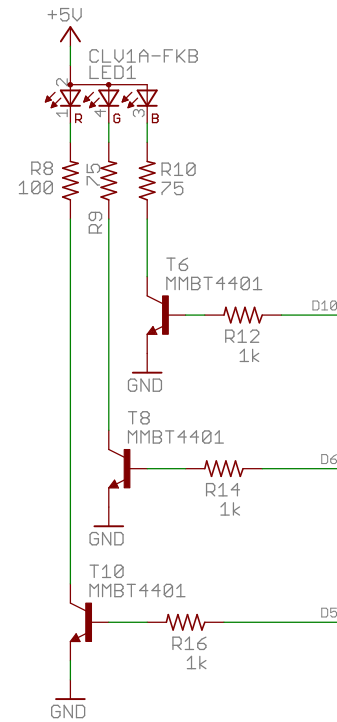 +5V
CLV1A-FKB
LED1
2
1
R
4
G
3
B
R8
100
75
R9
R10
75
T6
MMBT4401
D10
R12
1k
GND
T8
MMBT4401
D6
R14
1k
GND
T10
MMBT4401
D5
R16
1k
GND